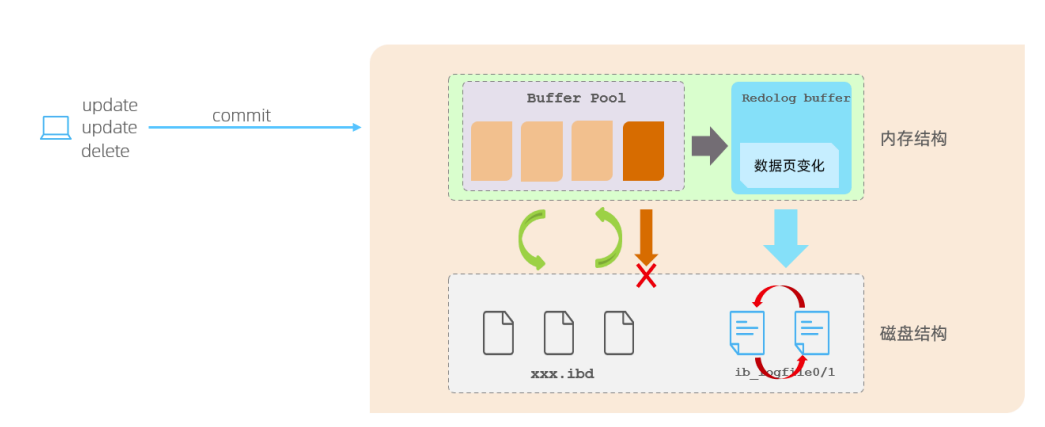 update
update
delete
commit
Buffer Pool
Redolog buffer
数据页变化
内存结构
xxx.ibd
ib_logfile0/1
磁盘结构